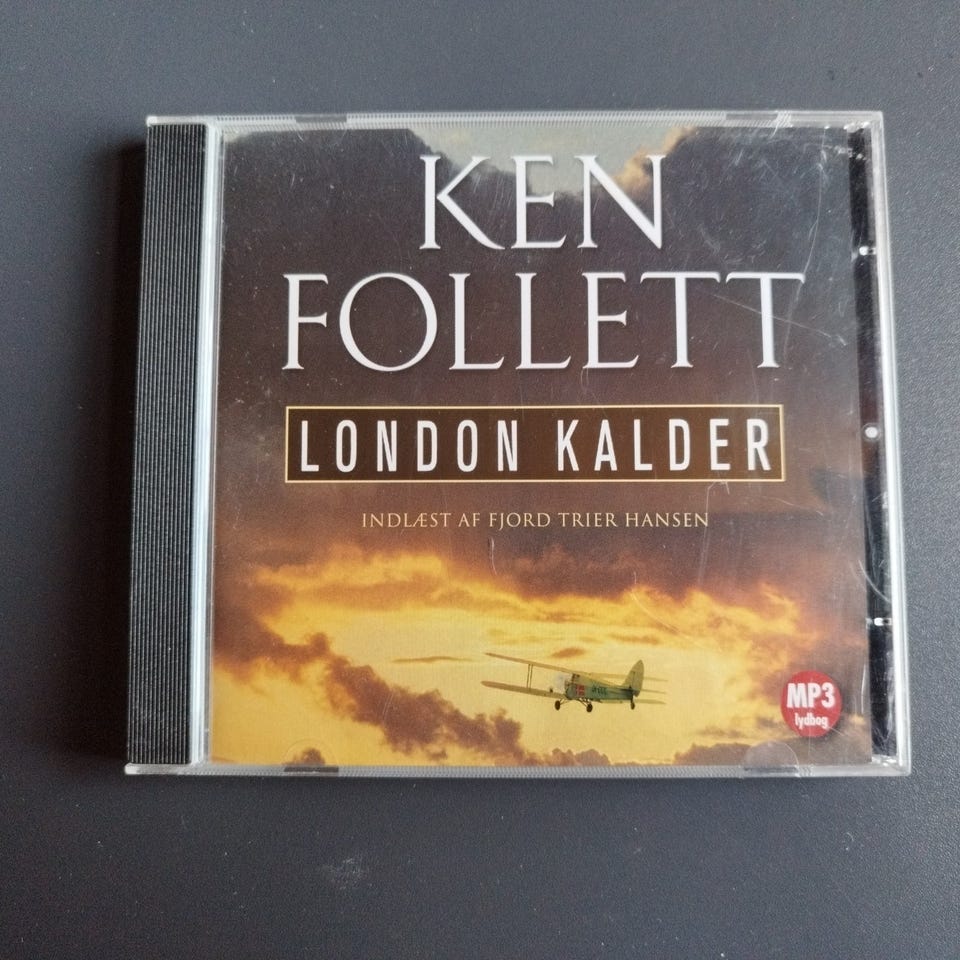 KEN
FOLLETT
LONDON KALDER
INDLÆST AF FJORD TRIER HANSEN
MP3
lydbog